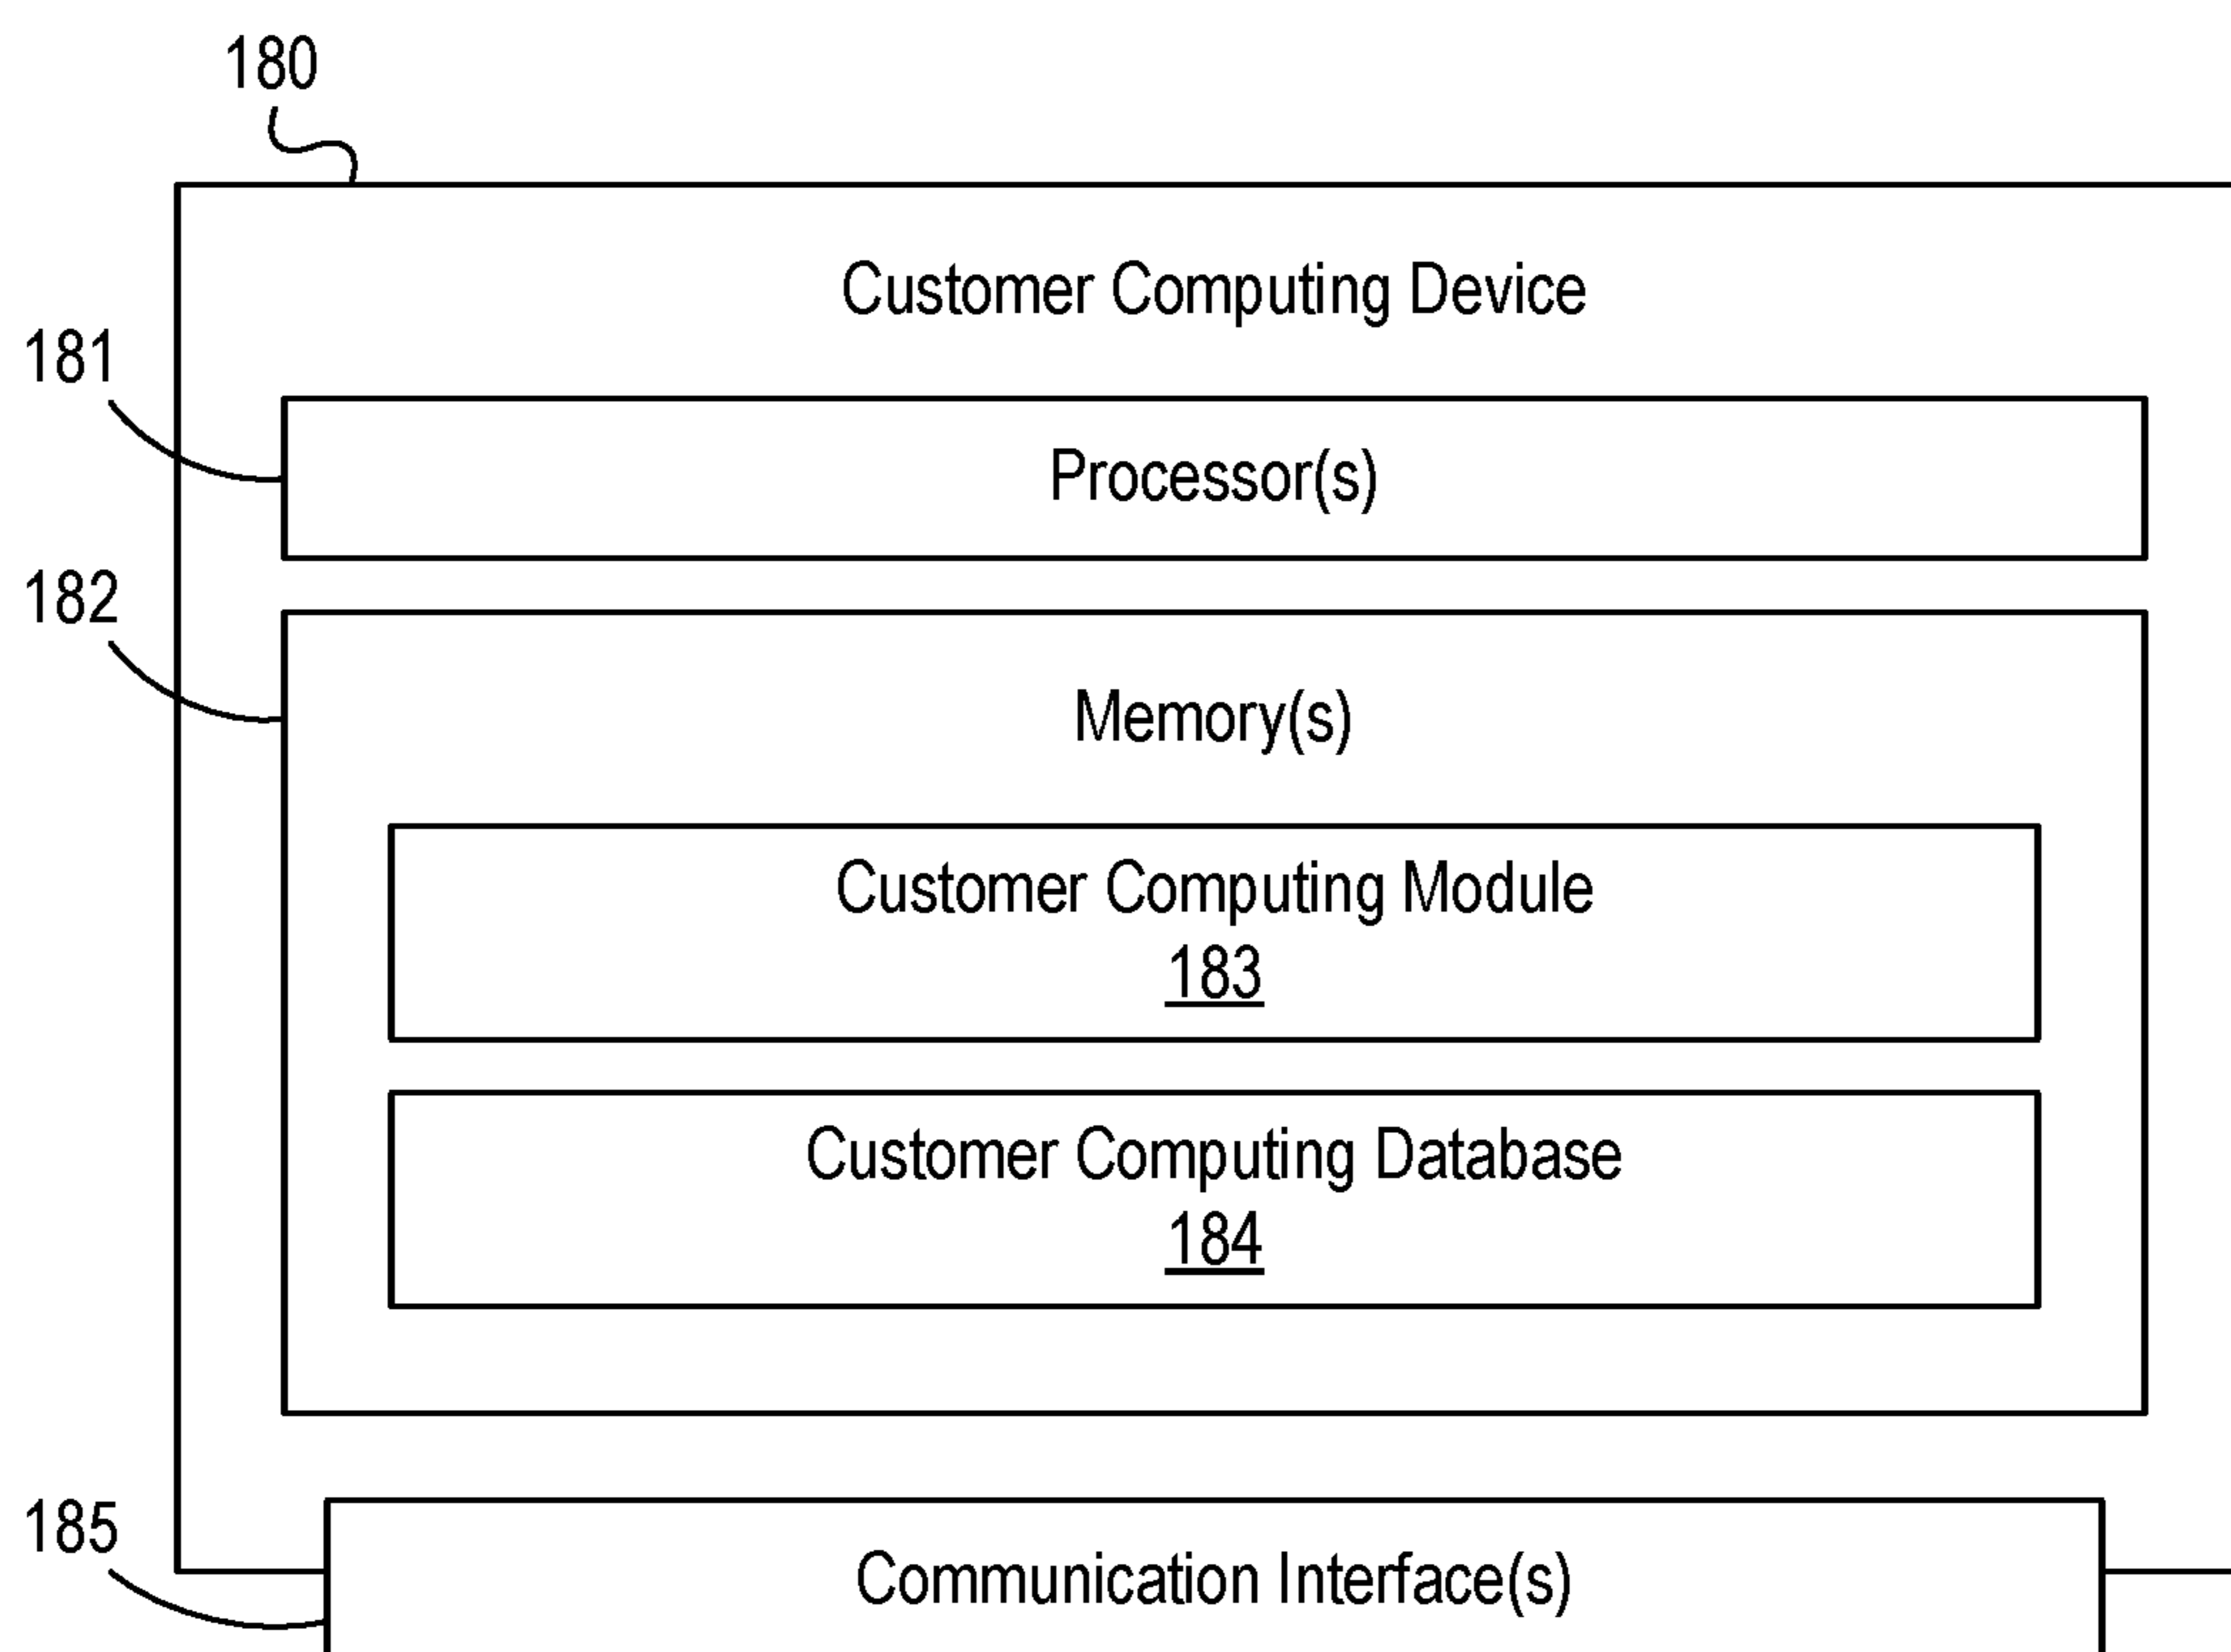 180
Customer Computing Device
181
Processor(s)
182
Memory(s)
Customer Computing Module
183
Customer Computing Database
184
185
Communication Interface(s)